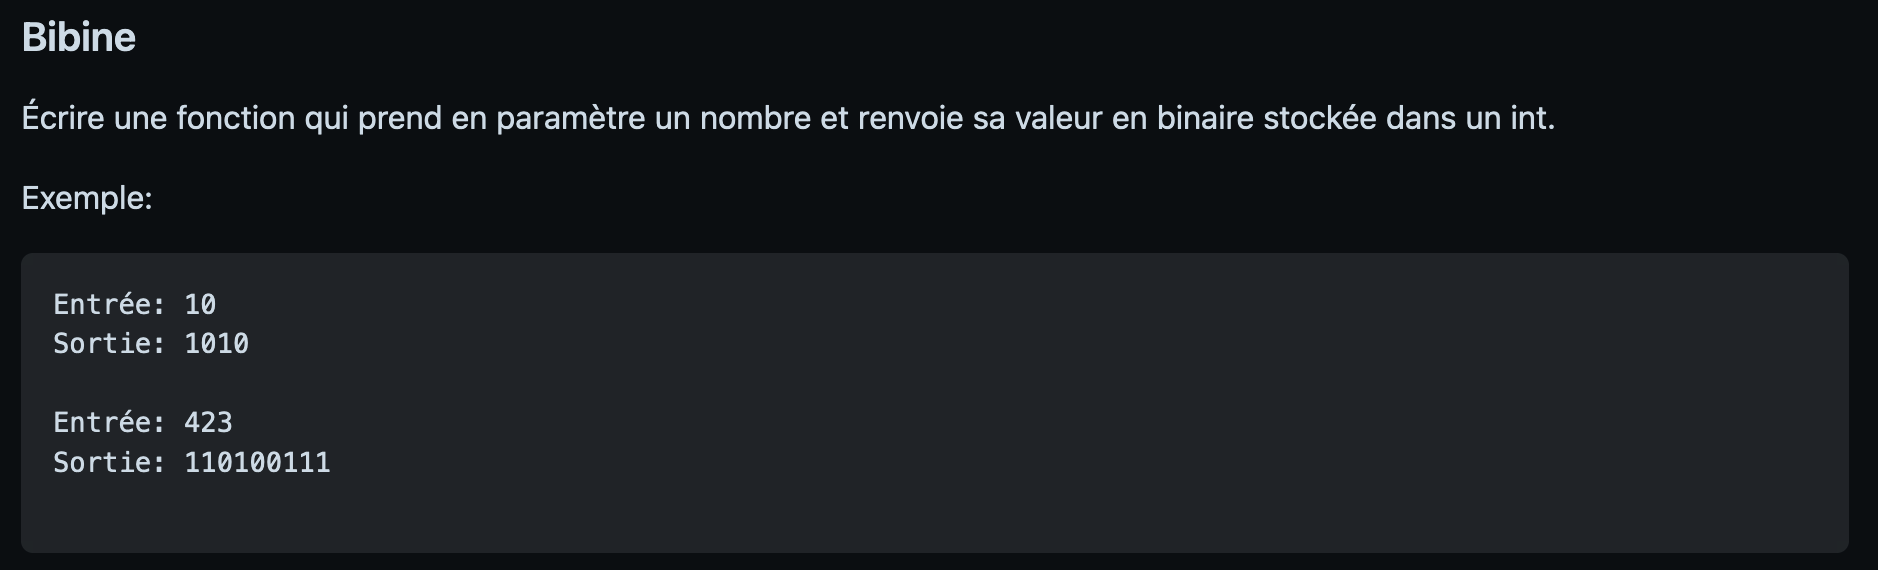 Bibine
Écrire une fonction qui prend en paramètre un nombre et renvoie sa valeur en binaire stockée dans un int.
Exemple:
Entrée: 10
Sortie: 1010
Entrée: 423
Sortie: 110100111